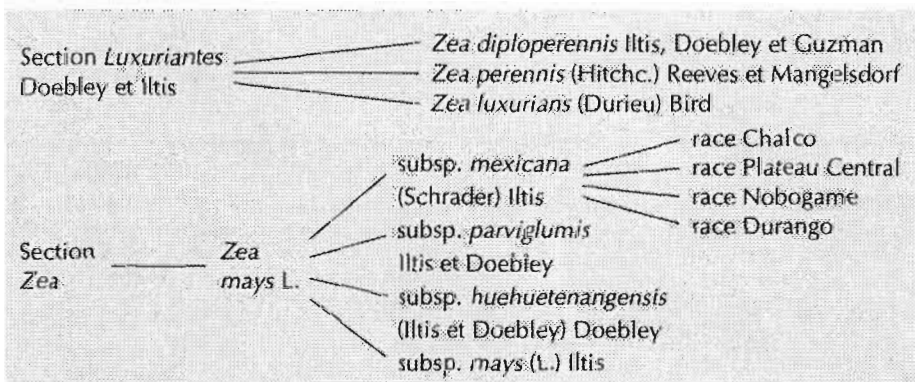 Section Luxuriantes
Doebley et Iltis
Zea diploperennis Iltis, Doebley et Guzman
Zea perennis (Hitchc.) Reeves et Mangelsdorf
Zea luxurians (Durieu) Bird
Section
Zea
Zea
mays L.
subsp. mexicana
(Schrader) Iltis
race Chalco
race Plateau Central
race Nobogame
race Durango
subsp. parviglumis
Iltis et Doebley
subsp. huehuetenangensis
(Iltis et Doebley) Doebley
subsp. mays (L.) Iltis